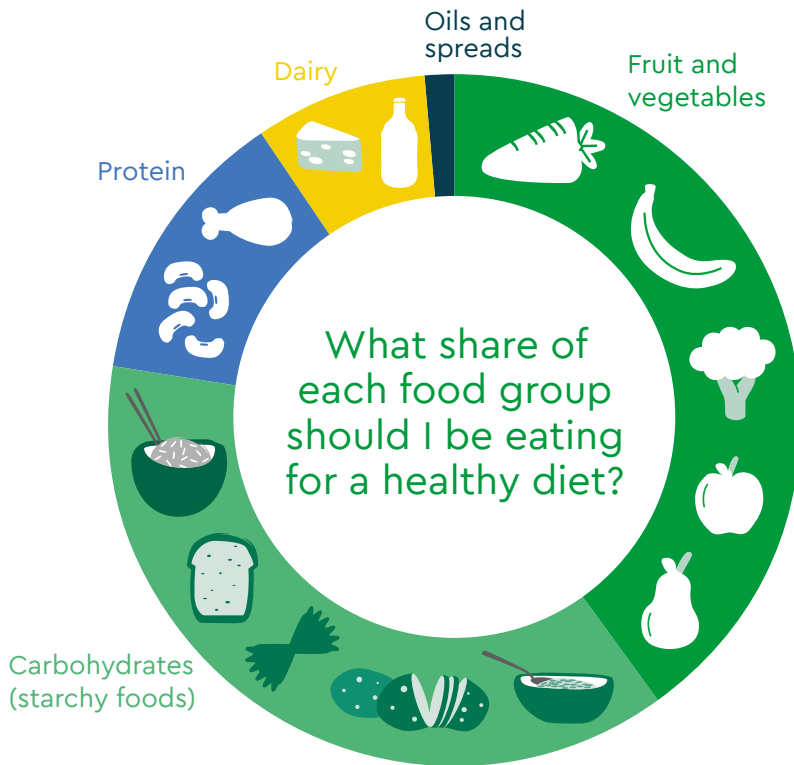 Oils and
spreads
Dairy
Fruit and
vegetables
Protein
What share of
each food group
should I be eating
for a healthy diet?
Carbohydrates
(starchy foods)